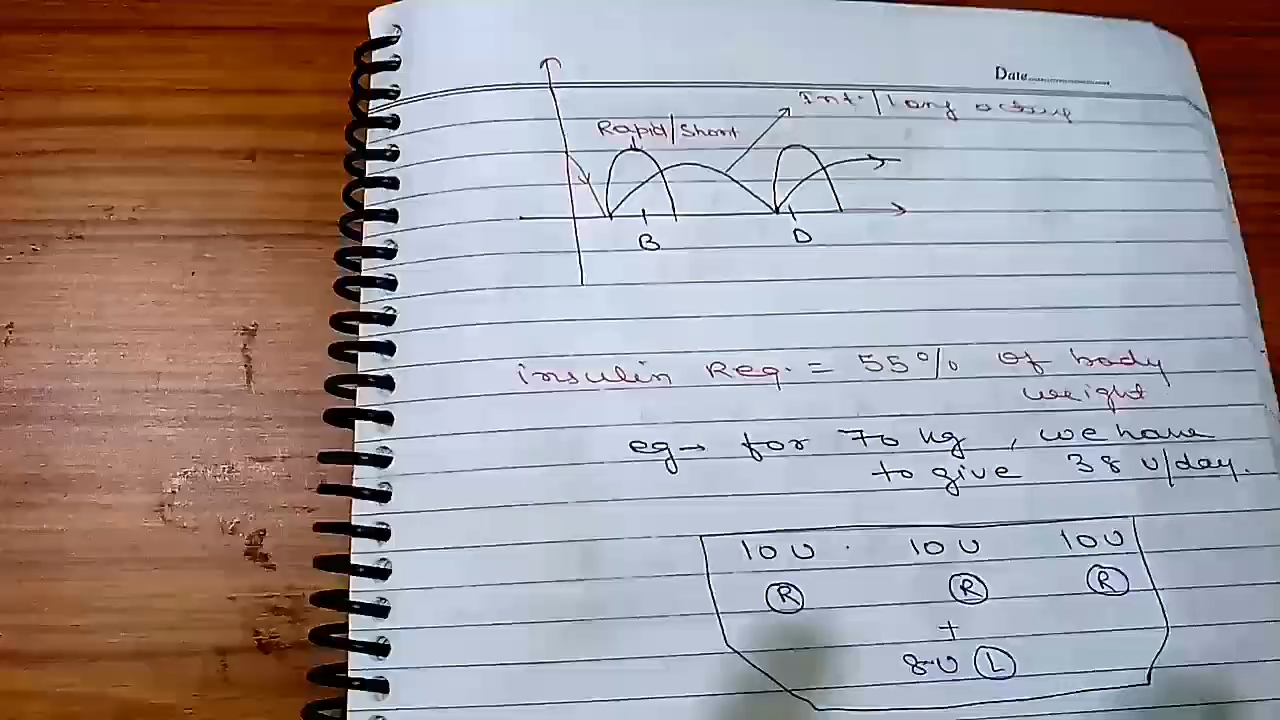 Date
Int./Long acting
Rapid/Short
B D
insulin Req. = 55% of body
weight
eg→ for 70 kg, we have
to give 38 U/day.
10 U 10 U 10 U
R R R
+
8 U L